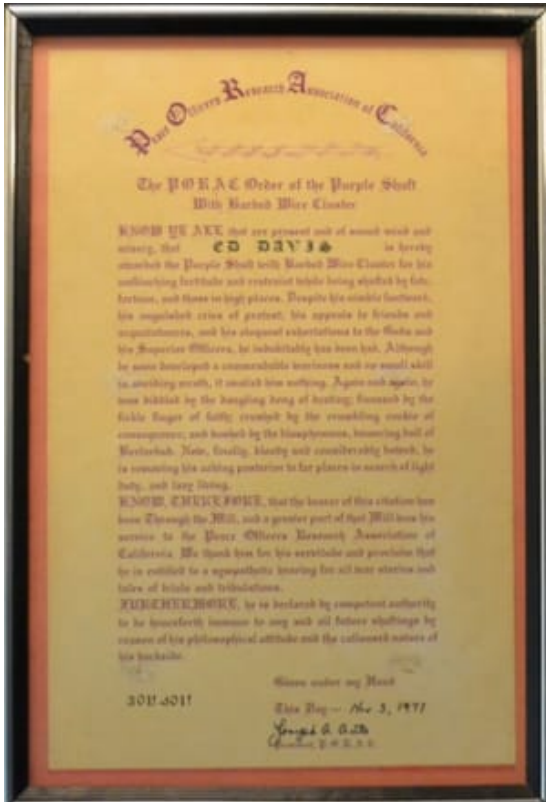 Peace Officers Research Association of California
The P O R A C Order of the Purple Shaft
With Barbed Wire Cluster
KNOW YE ALL that are present and of sound mind and
misery, that ED DAVIS is hereby
awarded the Purple Shaft with Barbed Wire Cluster for his
unflinching fortitude and restraint while being shafted by fate,
fortune, and those in high places. Despite his nimble footwork,
his anguished cries of protest, his appeals to friends and
acquaintances, and his eloquent exhortations to the Gods and
his Superior Officers, he indubitably has been had. Although
he soon developed a commendable wariness and no small skill
in avoiding wrath, it availed him nothing. Again and again, he
was diddled by the dangling dong of destiny; by the
fickle finger of ; crushed by the crumbling cookie of
consequence; and by the blasphemous, bouncing ball of
Beelzebub. Now, finally, bloody and considerably bowed, he
is removing his aching posterior to far places in search of light
duty, and lazy living.
KNOW, THEREFORE, that the bearer of this citation has
been Through the Mill, and a greater part of that Mill was his
service to the Peace Officers Research Association of
California. We thank him for his servitude and proclaim that
he is entitled to a sympathetic hearing for all war stories and
tales of trials and tribulations.
FURTHERMORE, he is declared by competent authority
to be henceforth immune to any and all future shaftings by
reason of his philosophical attitude and the calloused nature of
his backside.
Given under my Hand
This Day — Nov 3, 1977
Joseph
President P O R A C